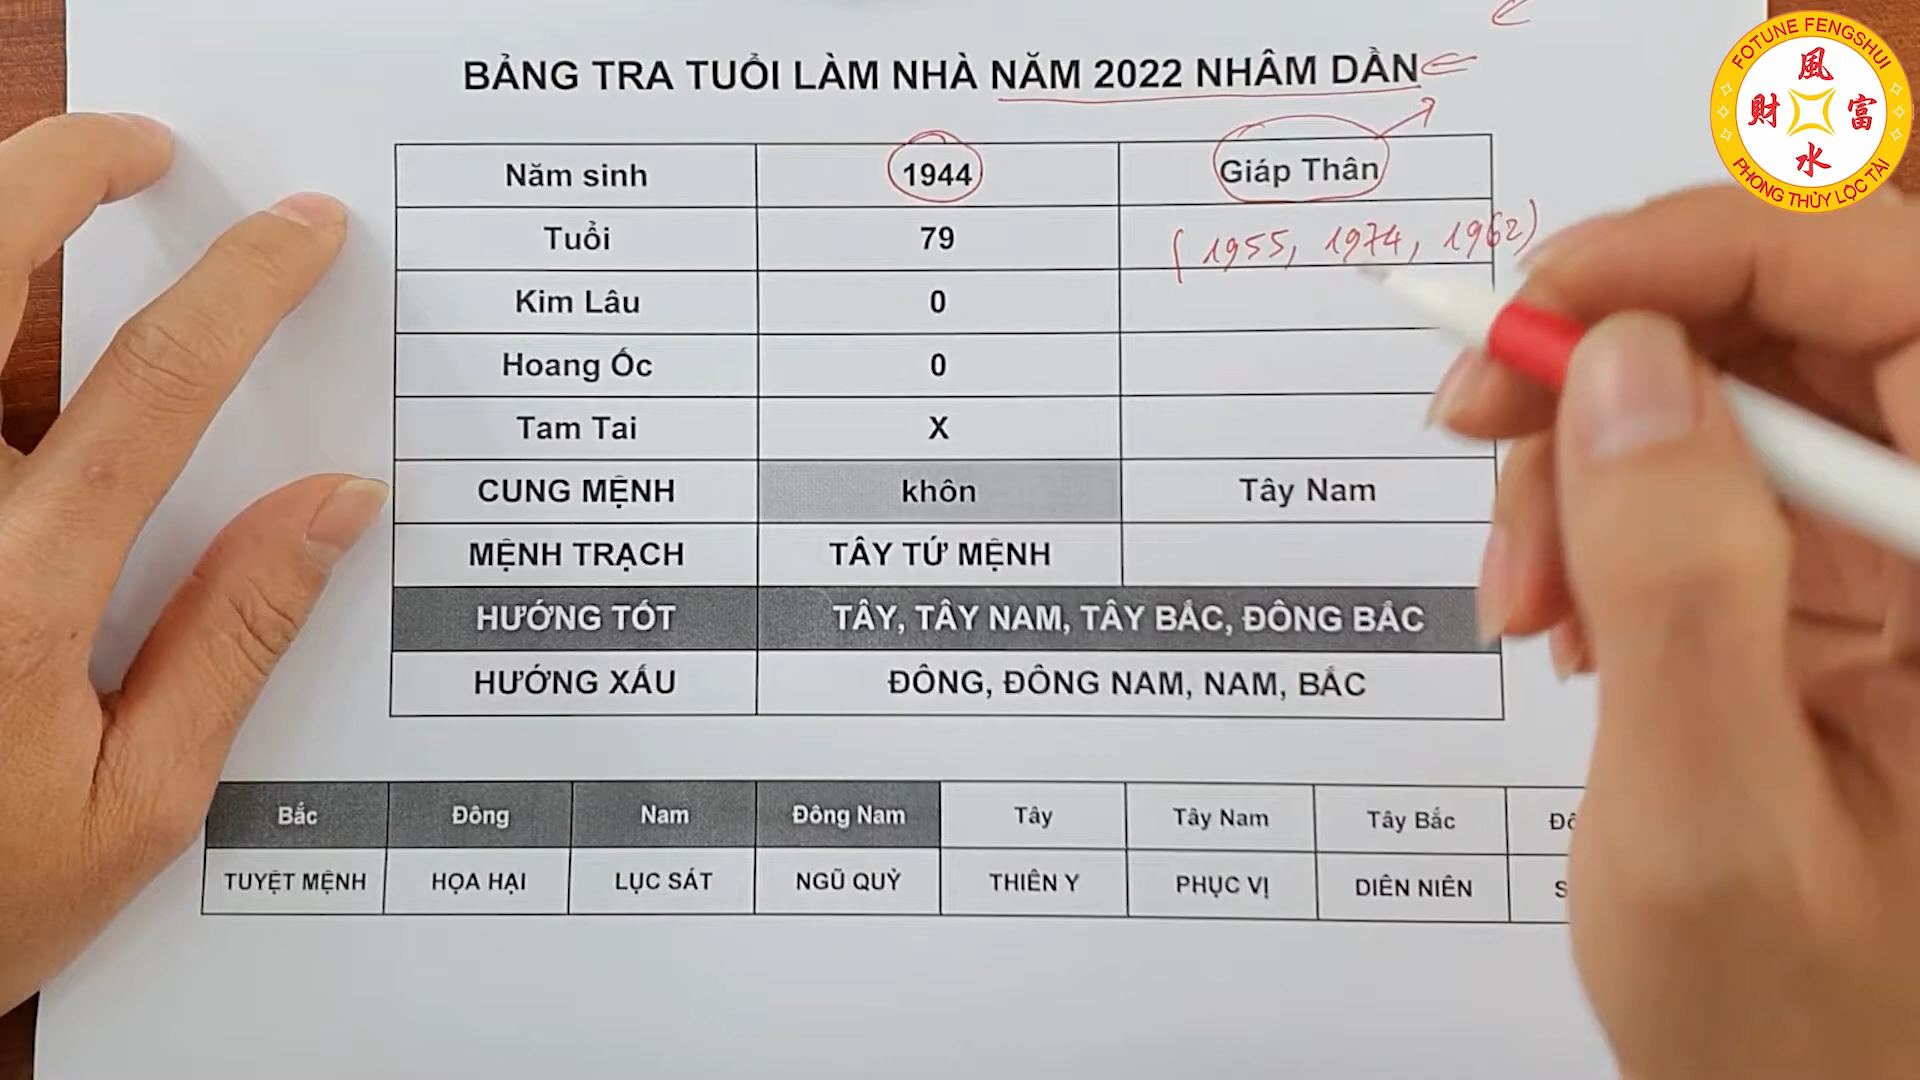 BẢNG TRA TUỔI LÀM NHÀ NĂM 2022 NHÂM DẦN
FOTUNE FENGSHUI
風
財 富
水
PHONG THỦY LỘC TÀI
Năm sinh 1944 Giáp Thân
Tuổi 79 (1955, 1974, 1962)
Kim Lâu 0
Hoang Ốc 0
Tam Tai X
CUNG MỆNH khôn Tây Nam
MỆNH TRẠCH TÂY TỨ MỆNH
HƯỚNG TỐT TÂY, TÂY NAM, TÂY BẮC, ĐÔNG BẮC
HƯỚNG XẤU ĐÔNG, ĐÔNG NAM, NAM, BẮC
Bắc Đông Nam Đông Nam Tây Tây Nam Tây Bắc
TUYỆT MỆNH HỌA HẠI LỤC SÁT NGŨ QUỶ THIÊN Y PHỤC VỊ DIÊN NIÊN